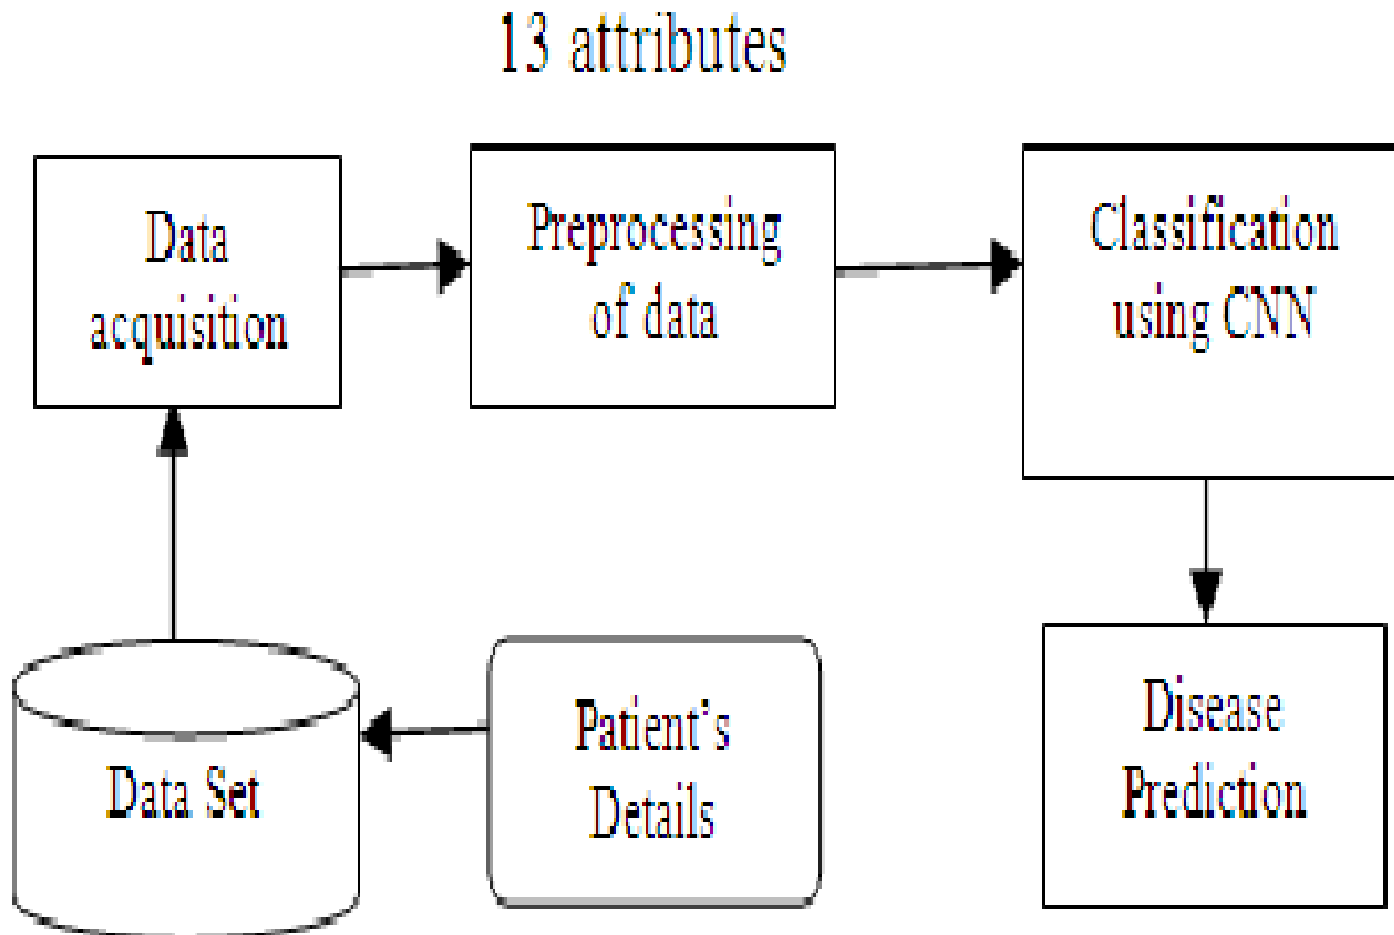 13 attributes
Data
acquisition
Preprocessing
of data
Classification
using CNN
Data Set
Patient's
Details
Disease
Prediction